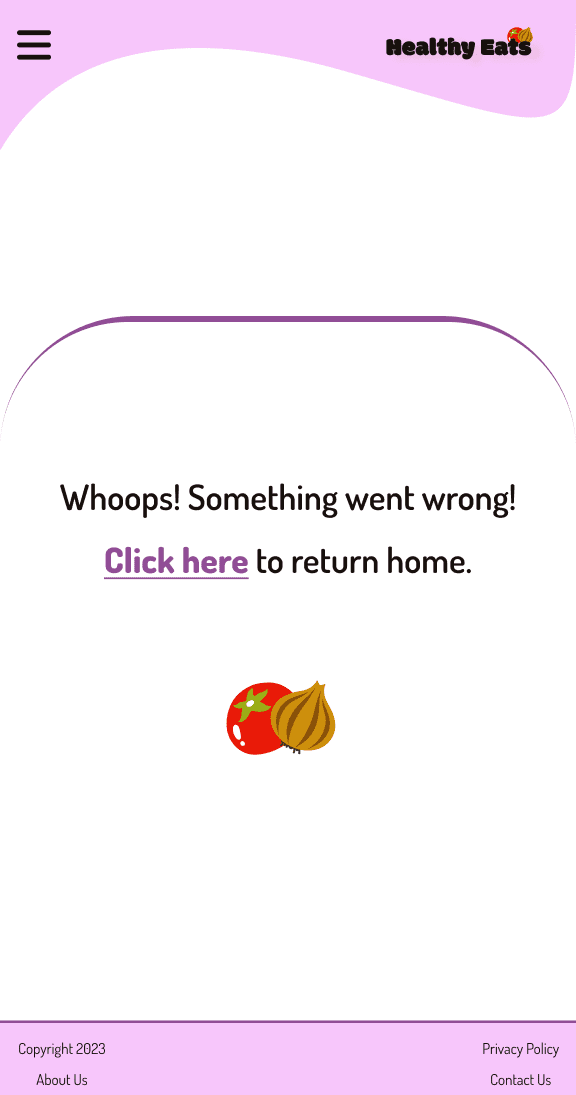 Healthy Eats
Whoops! Something went wrong!
Click here to return home.
Copyright 2023
Privacy Policy
About Us
Contact Us